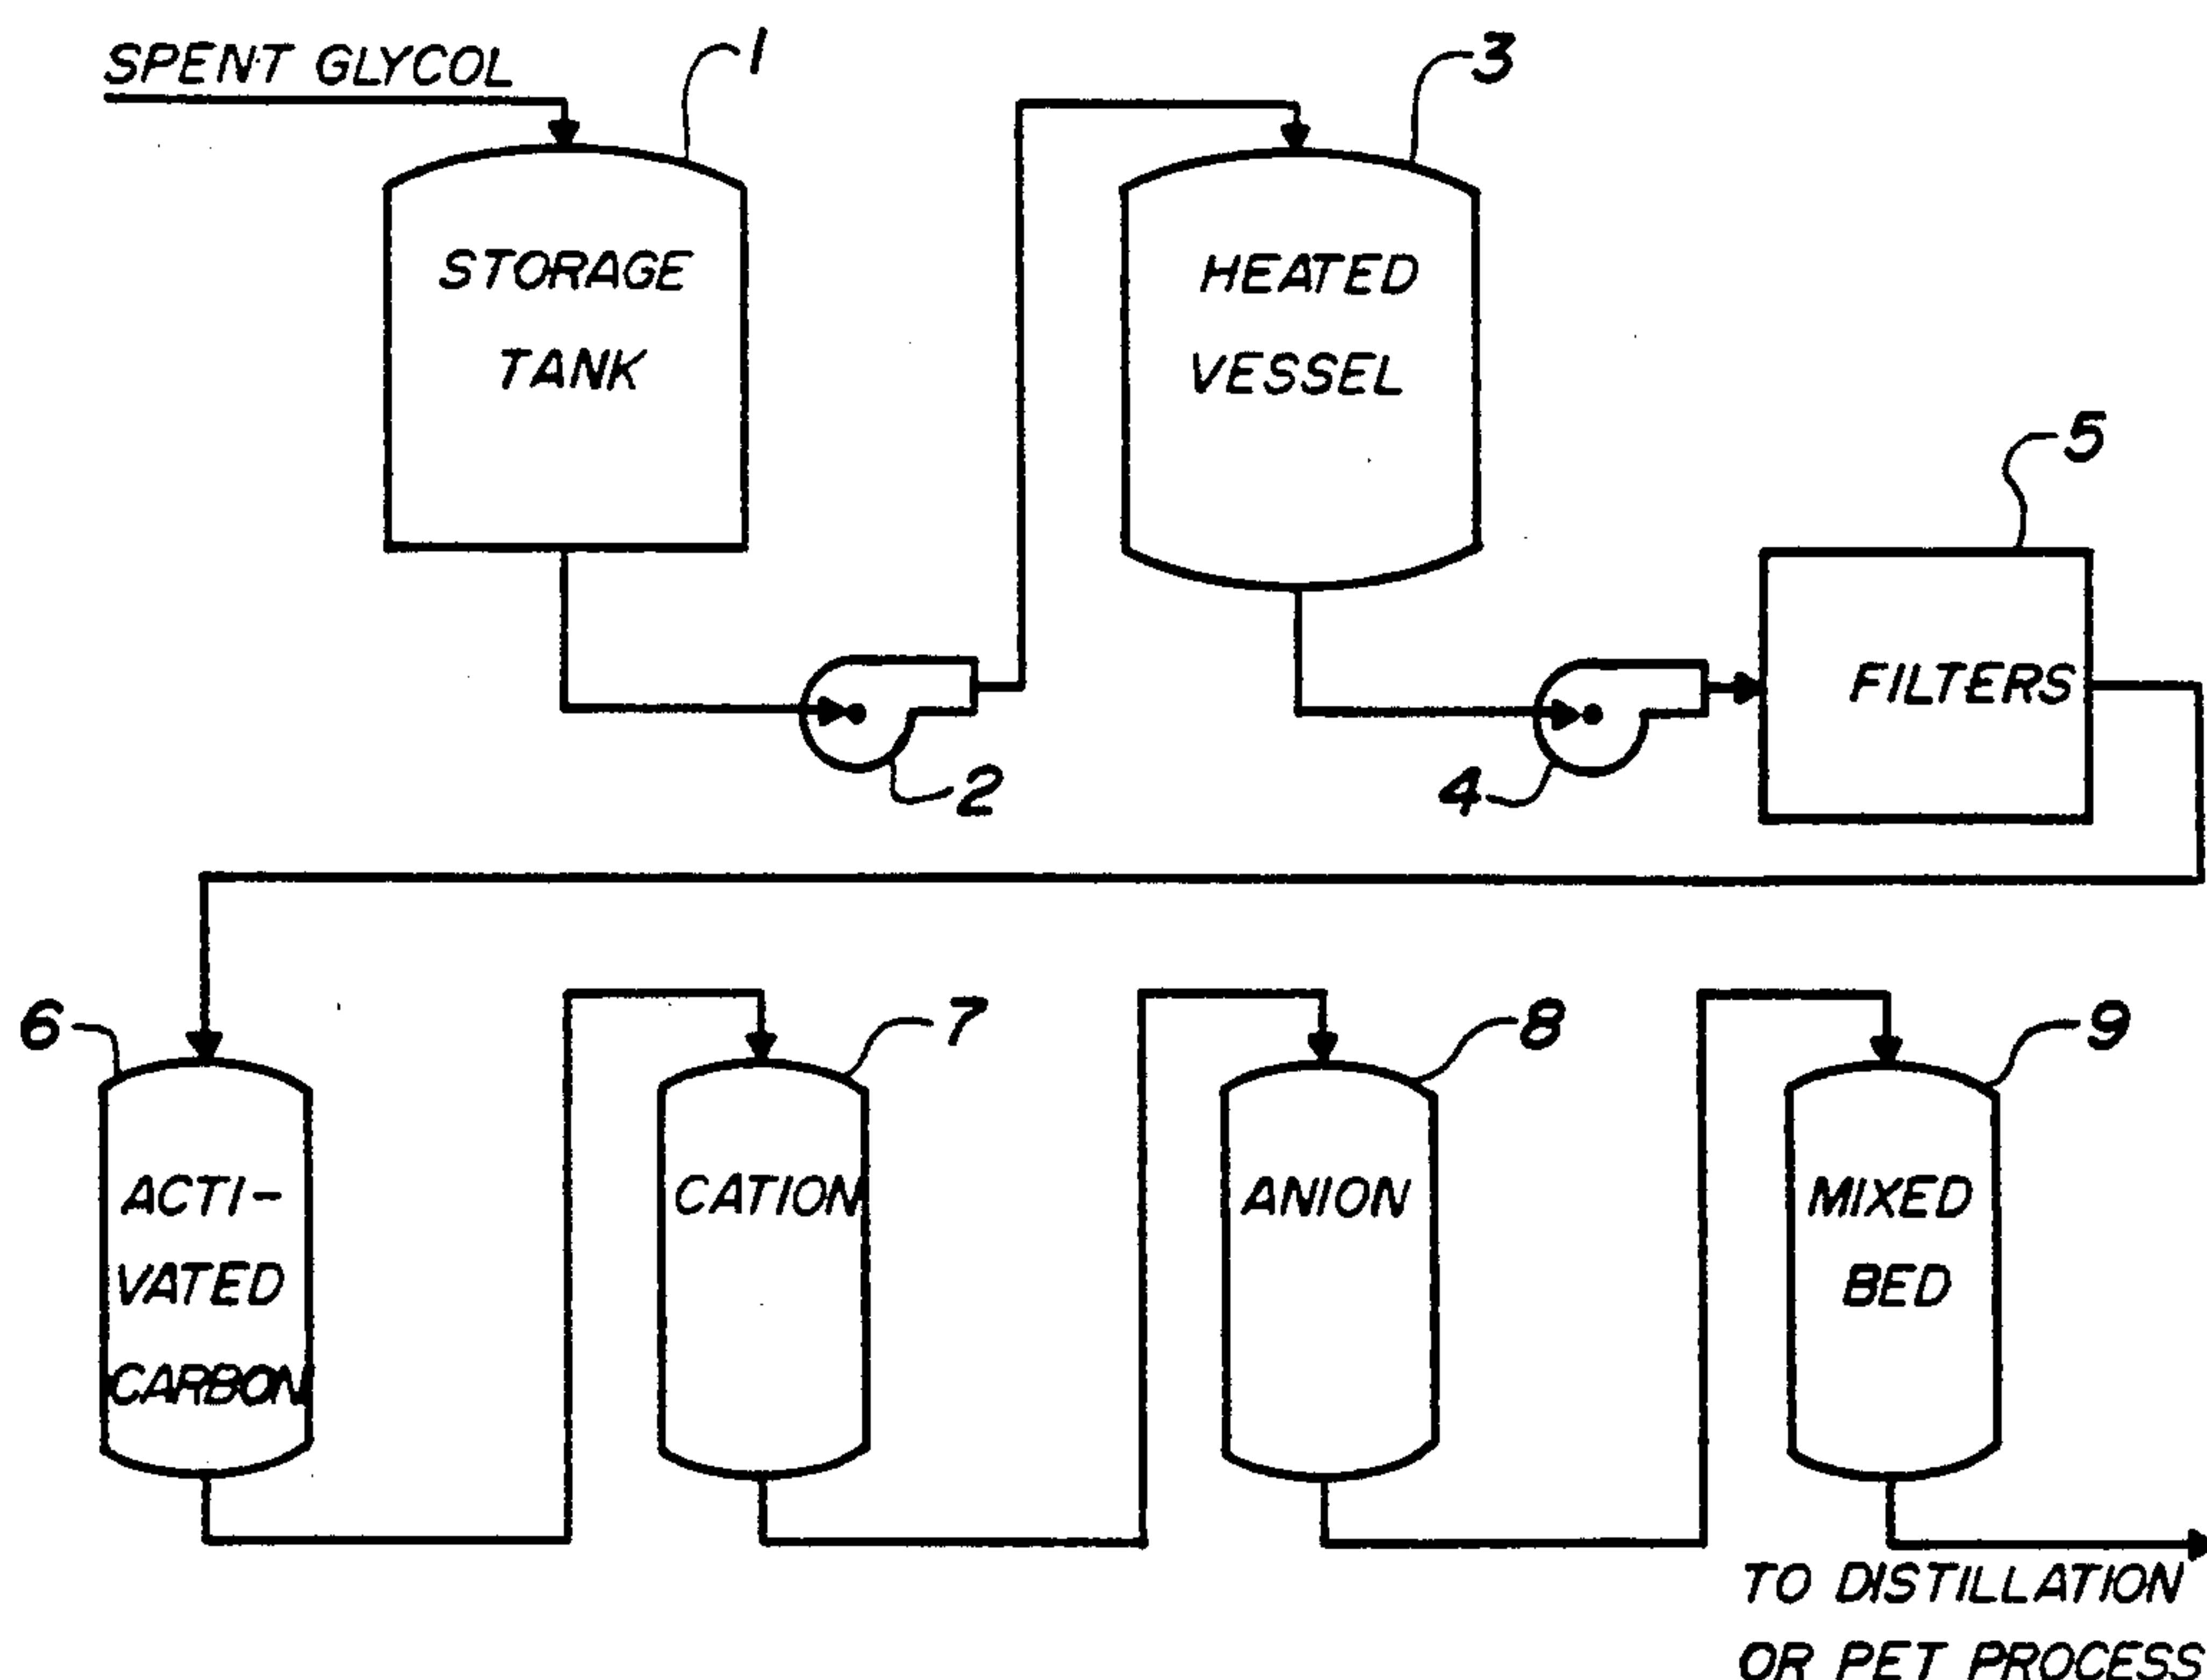 SPENT GLYCOL
1
3
STORAGE
TANK
HEATED
VESSEL
5
FILTERS
2
4
6
7
8
9
ACTI-
VATED
CARBON
CATION
ANION
MIXED
BED
TO DISTILLATION
OR PET PROCESS